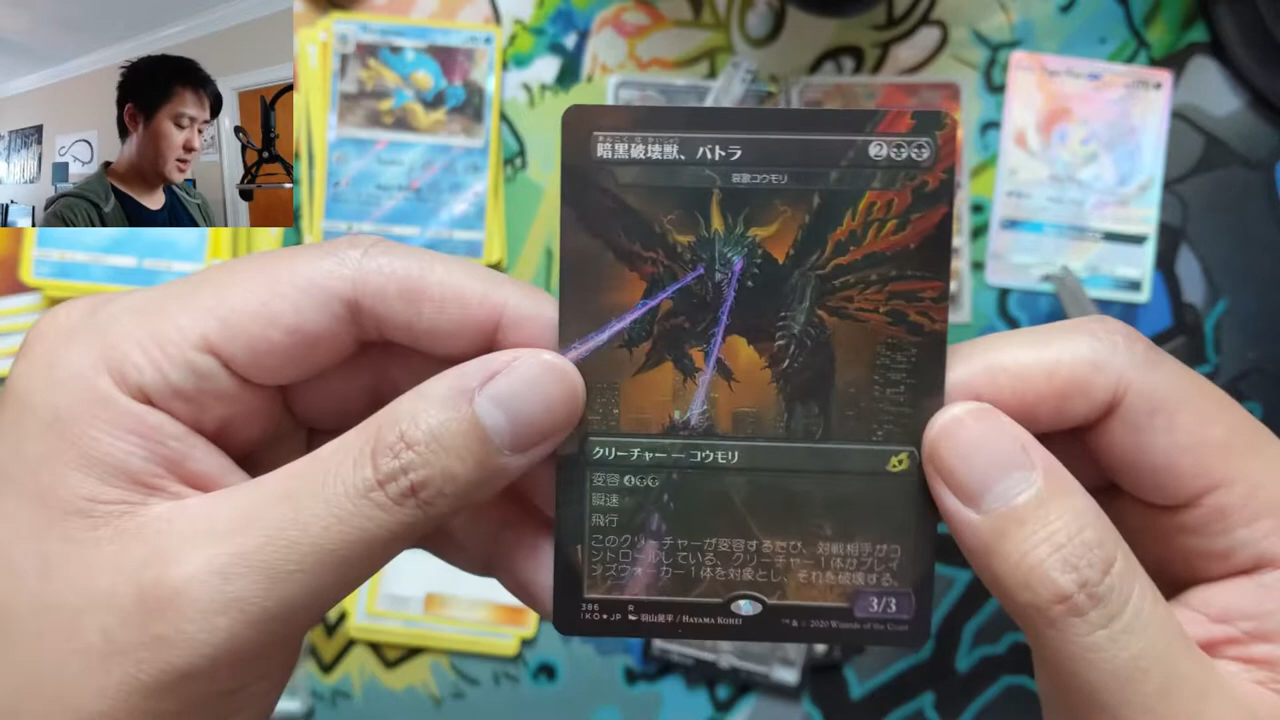 あんこく は かいじゅう
暗黒破壊獣、バトラ
2
哀歌コウモリ
クリーチャー — コウモリ
変容 4
瞬速
飛行
このクリーチャーが変容するたび、対戦相手がコ
ントロールしている、クリーチャー1体かプレイ
ンズウォーカー1体を対象とし、それを破壊する。
3/3
386 R
IKO★JP 羽山晃平 / HAYAMA KOHEI
™ & © 2020 Wizards of the Coast